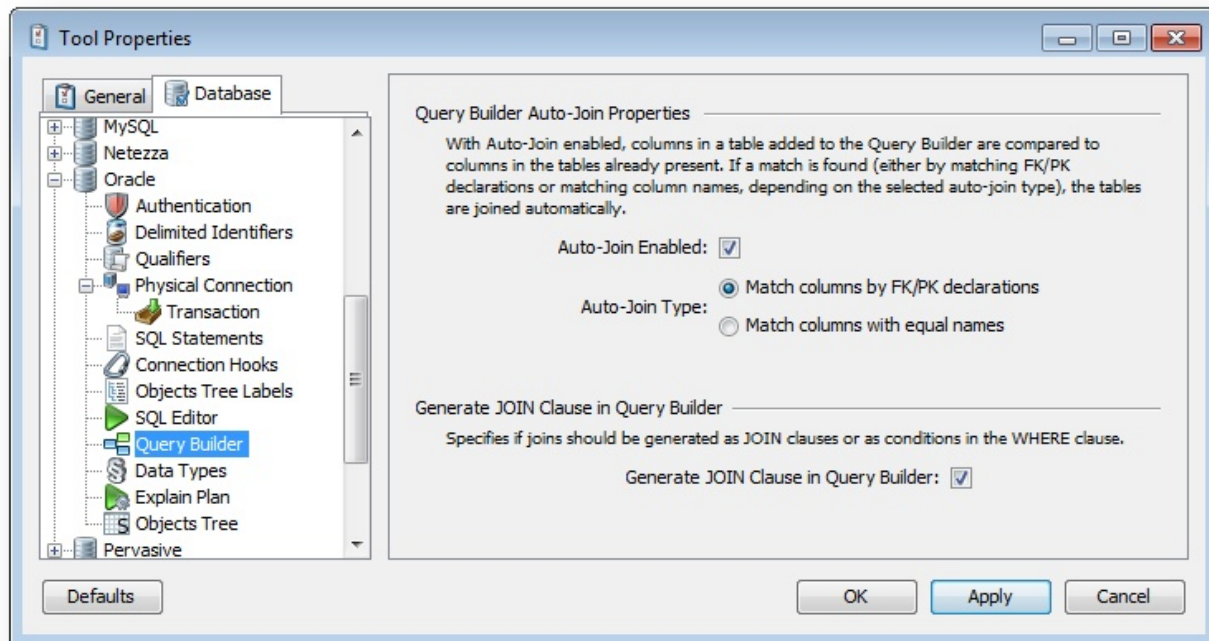 Tool Properties
General
Database
MySQL
Netezza
Oracle
Authentication
Delimited Identifiers
Qualifiers
Physical Connection
Transaction
SQL Statements
Connection Hooks
Objects Tree Labels
SQL Editor
Query Builder
Data Types
Explain Plan
Objects Tree
Pervasive
Query Builder Auto-Join Properties
With Auto-Join enabled, columns in a table added to the Query Builder are compared to
columns in the tables already present. If a match is found (either by matching FK/PK
declarations or matching column names, depending on the selected auto-join type), the tables
are joined automatically.
Auto-Join Enabled:
Auto-Join Type:
Match columns by FK/PK declarations
Match columns with equal names
Generate JOIN Clause in Query Builder
Specifies if joins should be generated as JOIN clauses or as conditions in the WHERE clause.
Generate JOIN Clause in Query Builder:
Defaults
OK
Apply
Cancel